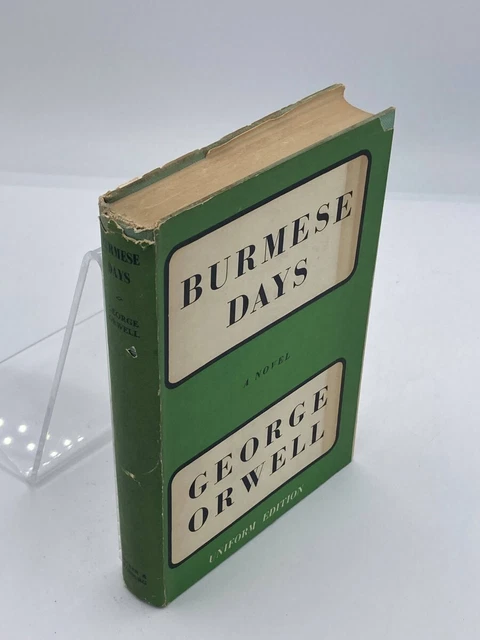 BURMESE
DAYS
A NOVEL
GEORGE
ORWELL
UNIFORM EDITION
BURMESE
DAYS
GEORGE
ORWELL